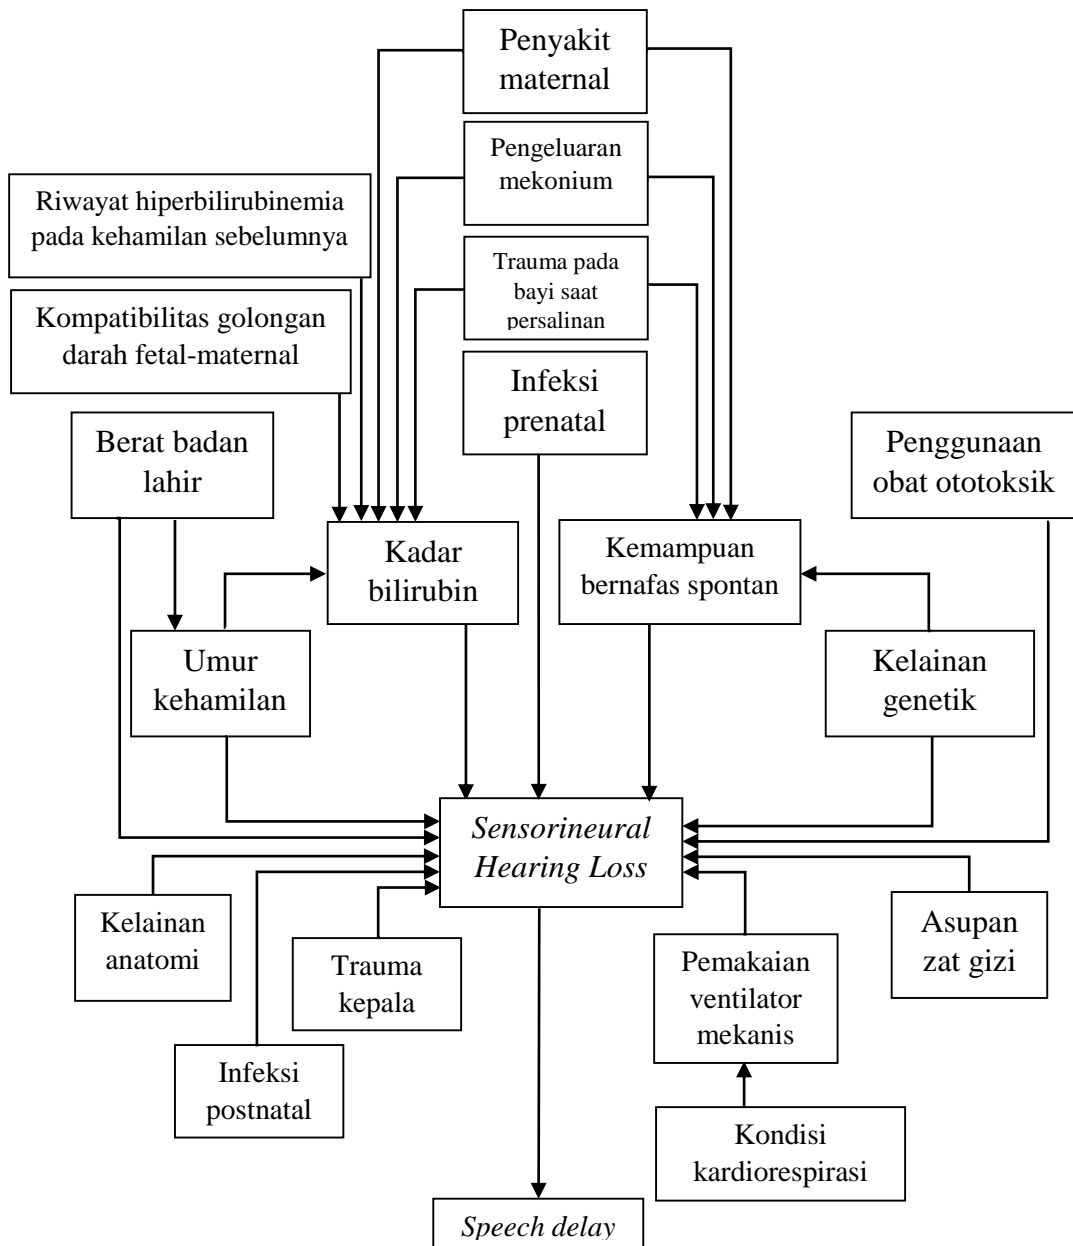 Penyakit
maternal
Pengeluaran
mekonium
Riwayat hiperbilirubinemia
pada kehamilan sebelumnya
Trauma pada
bayi saat
persalinan
Kompatibilitas golongan
darah fetal-maternal
Infeksi
prenatal
Berat badan
lahir
Penggunaan
obat ototoksik
Kadar
bilirubin
Kemampuan
bernafas spontan
Umur
kehamilan
Kelainan
genetik
Sensorineural
Hearing Loss
Kelainan
anatomi
Trauma
kepala
Pemakaian
ventilator
mekanis
Asupan
zat gizi
Infeksi
postnatal
Kondisi
kardiorespirasi
Speech delay